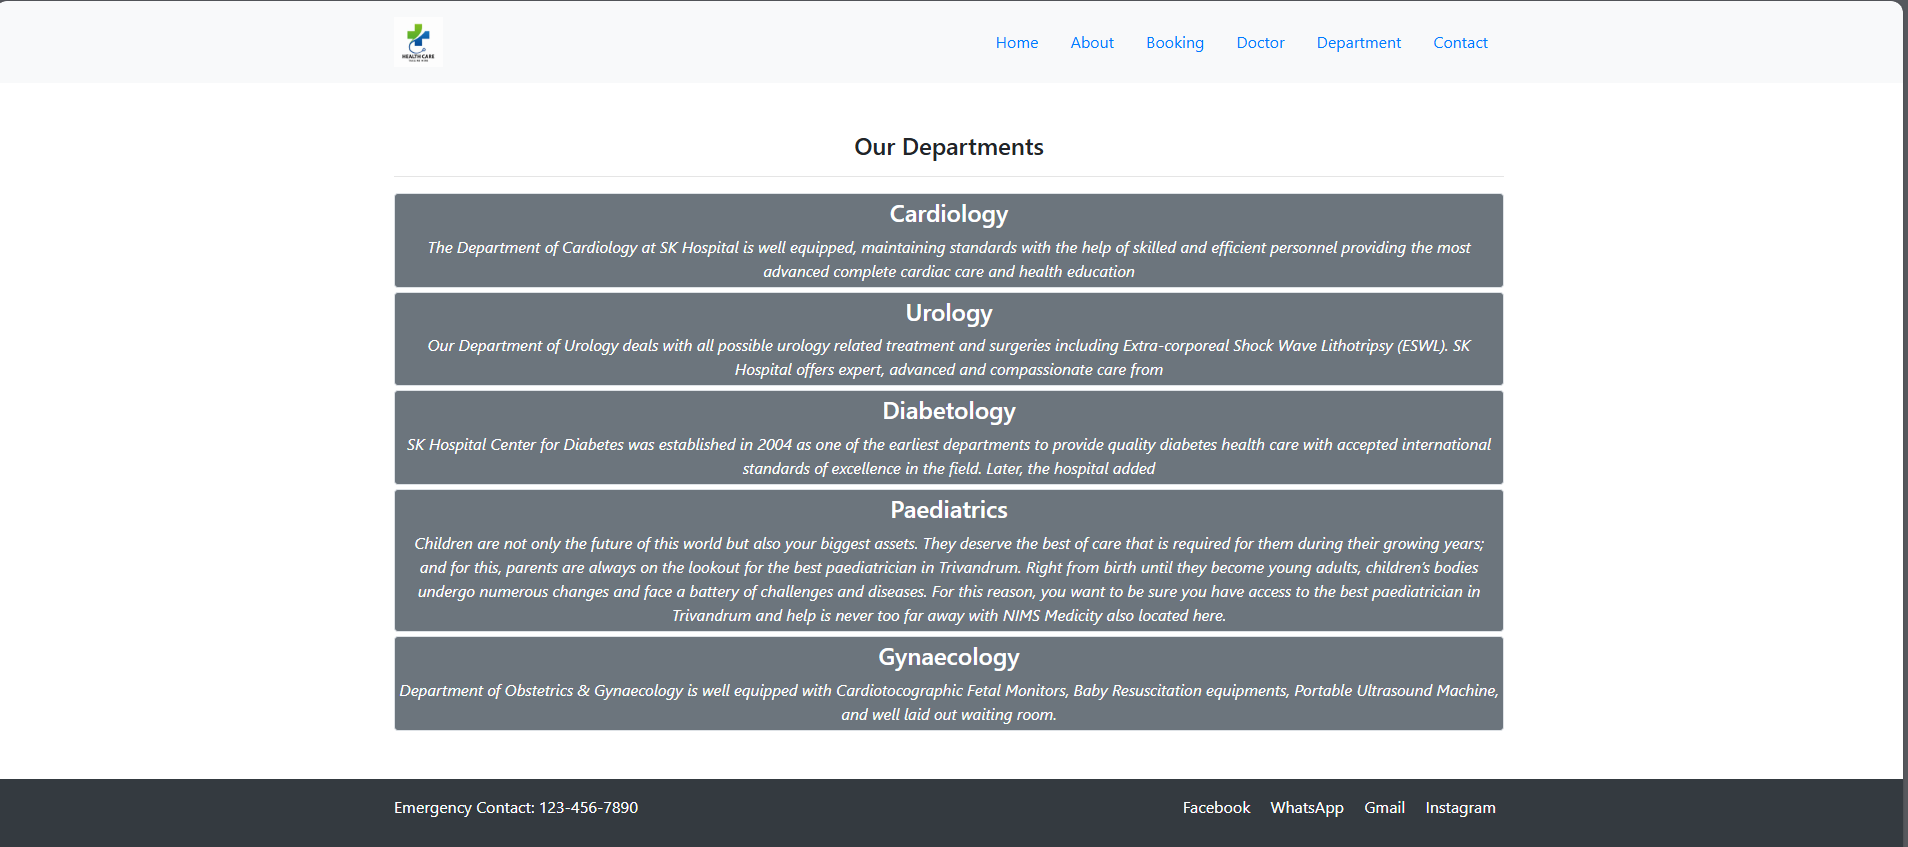 HEALTH CARE
Home About Booking Doctor Department Contact
Our Departments
Cardiology
The Department of Cardiology at SK Hospital is well equipped, maintaining standards with the help of skilled and efficient personnel providing the most
advanced complete cardiac care and health education
Urology
Our Department of Urology deals with all possible urology related treatment and surgeries including Extra-corporeal Shock Wave Lithotripsy (ESWL). SK
Hospital offers expert, advanced and compassionate care from
Diabetology
SK Hospital Center for Diabetes was established in 2004 as one of the earliest departments to provide quality diabetes health care with accepted international
standards of excellence in the field. Later, the hospital added
Paediatrics
Children are not only the future of this world but also your biggest assets. They deserve the best of care that is required for them during their growing years;
and for this, parents are always on the lookout for the best paediatrician in Trivandrum. Right from birth until they become young adults, children's bodies
undergo numerous changes and face a battery of challenges and diseases. For this reason, you want to be sure you have access to the best paediatrician in
Trivandrum and help is never too far away with NIMS Medicity also located here.
Gynaecology
Department of Obstetrics & Gynaecology is well equipped with Cardiotocographic Fetal Monitors, Baby Resuscitation equipments, Portable Ultrasound Machine,
and well laid out waiting room.
Emergency Contact: 123-456-7890
Facebook WhatsApp Gmail Instagram